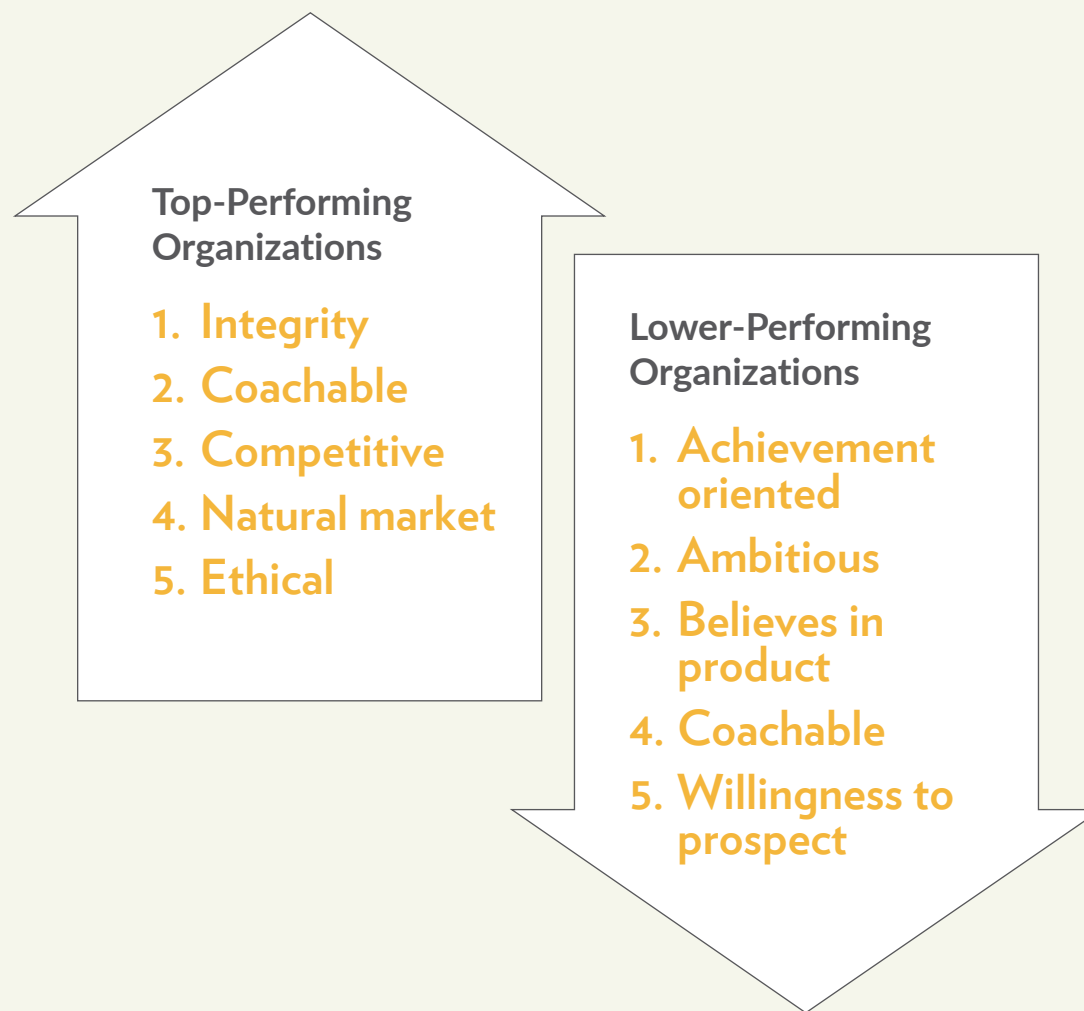 Top-Performing
Organizations
1. Integrity
2. Coachable
3. Competitive
4. Natural market
5. Ethical
Lower-Performing
Organizations
1. Achievement
oriented
2. Ambitious
3. Believes in
product
4. Coachable
5. Willingness to
prospect